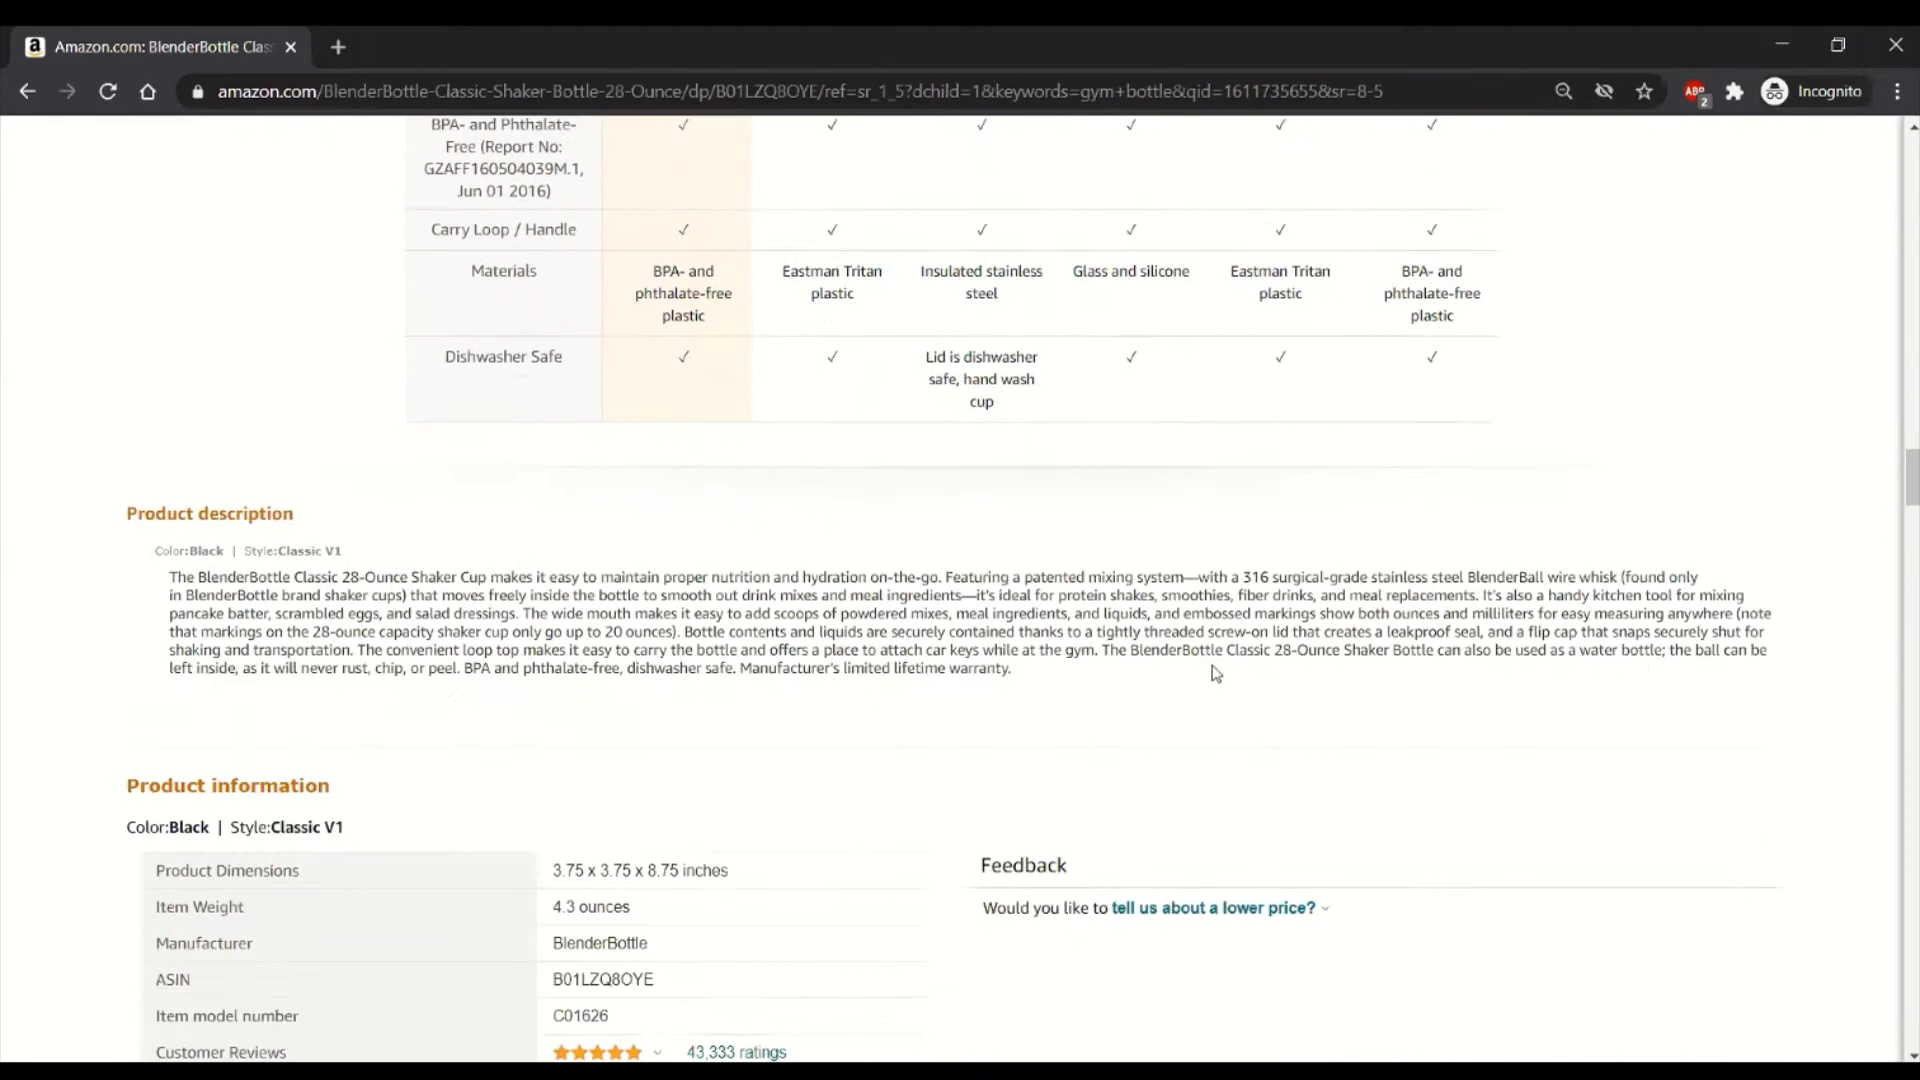 Amazon.com: BlenderBottle Clas
amazon.com/BlenderBottle-Classic-Shaker-Bottle-28-Ounce/dp/B01LZQ8OYE/ref=sr_1_5?dchild=1&keywords=gym+bottle&qid=1611735655&sr=8-5
ABP
2
Incognito
BPA- and Phthalate-
Free (Report No:
GZAFF160504039M.1,
Jun 01 2016)
✓ ✓ ✓ ✓ ✓ ✓
Carry Loop / Handle ✓ ✓ ✓ ✓ ✓ ✓
Materials
BPA- and
phthalate-free
plastic
Eastman Tritan
plastic
Insulated stainless
steel
Glass and silicone
Eastman Tritan
plastic
BPA- and
phthalate-free
plastic
Dishwasher Safe
✓ ✓
Lid is dishwasher
safe, hand wash
cup
✓ ✓ ✓
Product description
Color:Black | Style:Classic V1
The BlenderBottle Classic 28-Ounce Shaker Cup makes it easy to maintain proper nutrition and hydration on-the-go. Featuring a patented mixing system—with a 316 surgical-grade stainless steel BlenderBall wire whisk (found only
in BlenderBottle brand shaker cups) that moves freely inside the bottle to smooth out drink mixes and meal ingredients—it's ideal for protein shakes, smoothies, fiber drinks, and meal replacements. It's also a handy kitchen tool for mixing
pancake batter, scrambled eggs, and salad dressings. The wide mouth makes it easy to add scoops of powdered mixes, meal ingredients, and liquids, and embossed markings show both ounces and milliliters for easy measuring anywhere (note
that markings on the 28-ounce capacity shaker cup only go up to 20 ounces). Bottle contents and liquids are securely contained thanks to a tightly threaded screw-on lid that creates a leakproof seal, and a flip cap that snaps securely shut for
shaking and transportation. The convenient loop top makes it easy to carry the bottle and offers a place to attach car keys while at the gym. The BlenderBottle Classic 28-Ounce Shaker Bottle can also be used as a water bottle; the ball can be
left inside, as it will never rust, chip, or peel. BPA and phthalate-free, dishwasher safe. Manufacturer's limited lifetime warranty.
Product information
Color:Black | Style:Classic V1
Product Dimensions 3.75 x 3.75 x 8.75 inches
Item Weight 4.3 ounces
Manufacturer BlenderBottle
ASIN B01LZQ8OYE
Item model number C01626
Customer Reviews 43,333 ratings
Feedback
Would you like to tell us about a lower price?